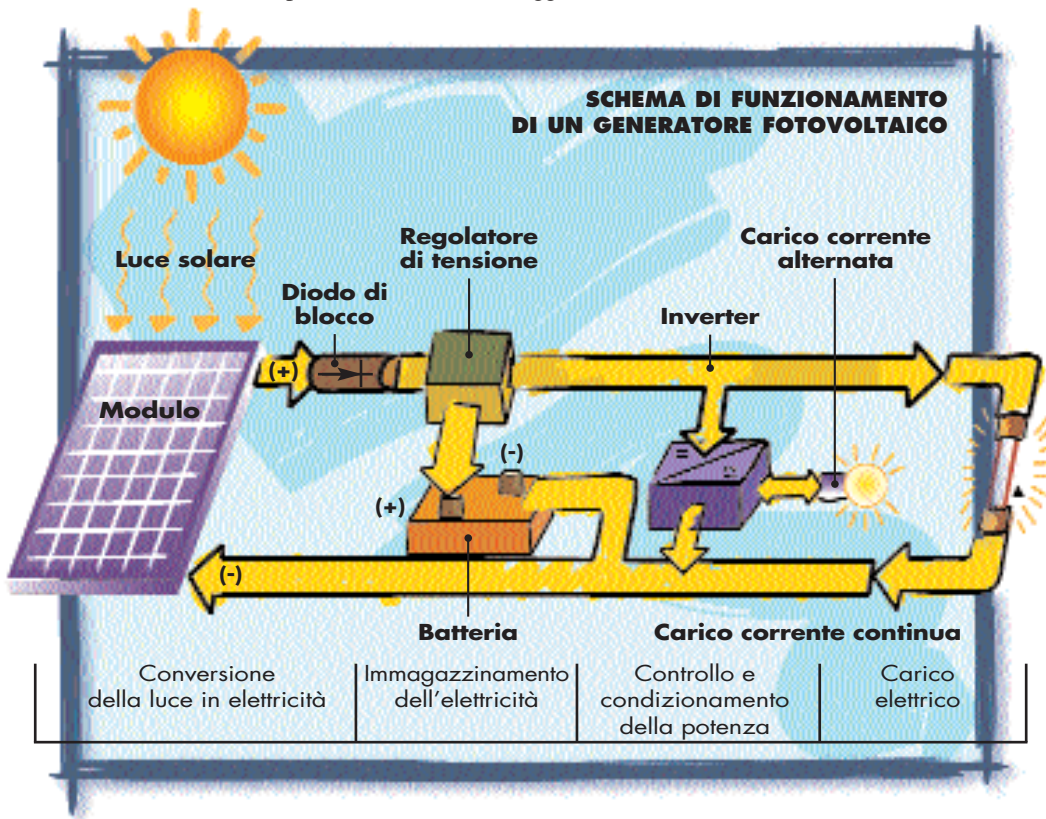 SCHEMA DI FUNZIONAMENTO
DI UN GENERATORE FOTOVOLTAICO
Luce solare
Regolatore
di tensione
Carico corrente
alternata
Diodo di
blocco
Inverter
(+)
Modulo
(-)
(+)
(-)
Batteria
Carico corrente continua
Conversione
della luce in elettricità
Immagazzinamento
dell'elettricità
Controllo e
condizionamento
della potenza
Carico
elettrico